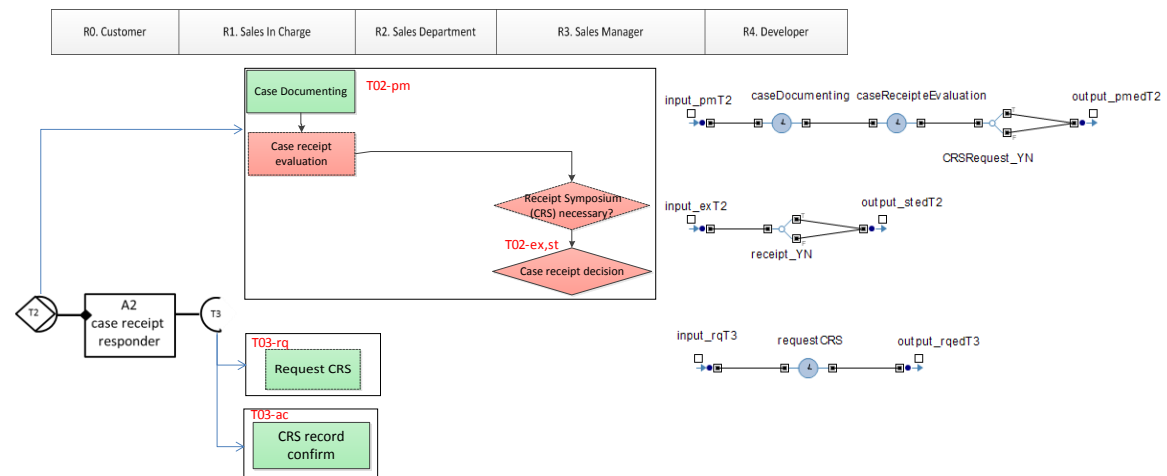 R0. Customer
R1. Sales In Charge
R2. Sales Department
R3. Sales Manager
R4. Developer
Case Documenting
T02-pm
Case receipt
evaluation
Receipt Symposium
(CRS) necessary?
T02-ex,st
Case receipt decision
T2
A2
case receipt
responder
T3
T03-rq
Request CRS
T03-ac
CRS record
confirm
input_pmT2
caseDocumenting
caseReceipteEvaluation
output_pmedT2
T
F
CRSRequest_YN
input_exT2
output_stedT2
T
F
receipt_YN
input_rqT3
requestCRS
output_rqedT3